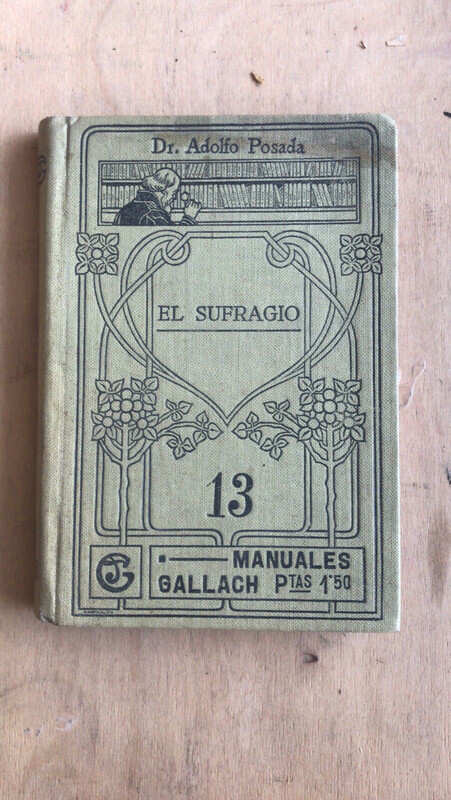 Dr. Adolfo Posada
EL SUFRAGIO
13
MANUALES
GALLACH PTAS 1'50